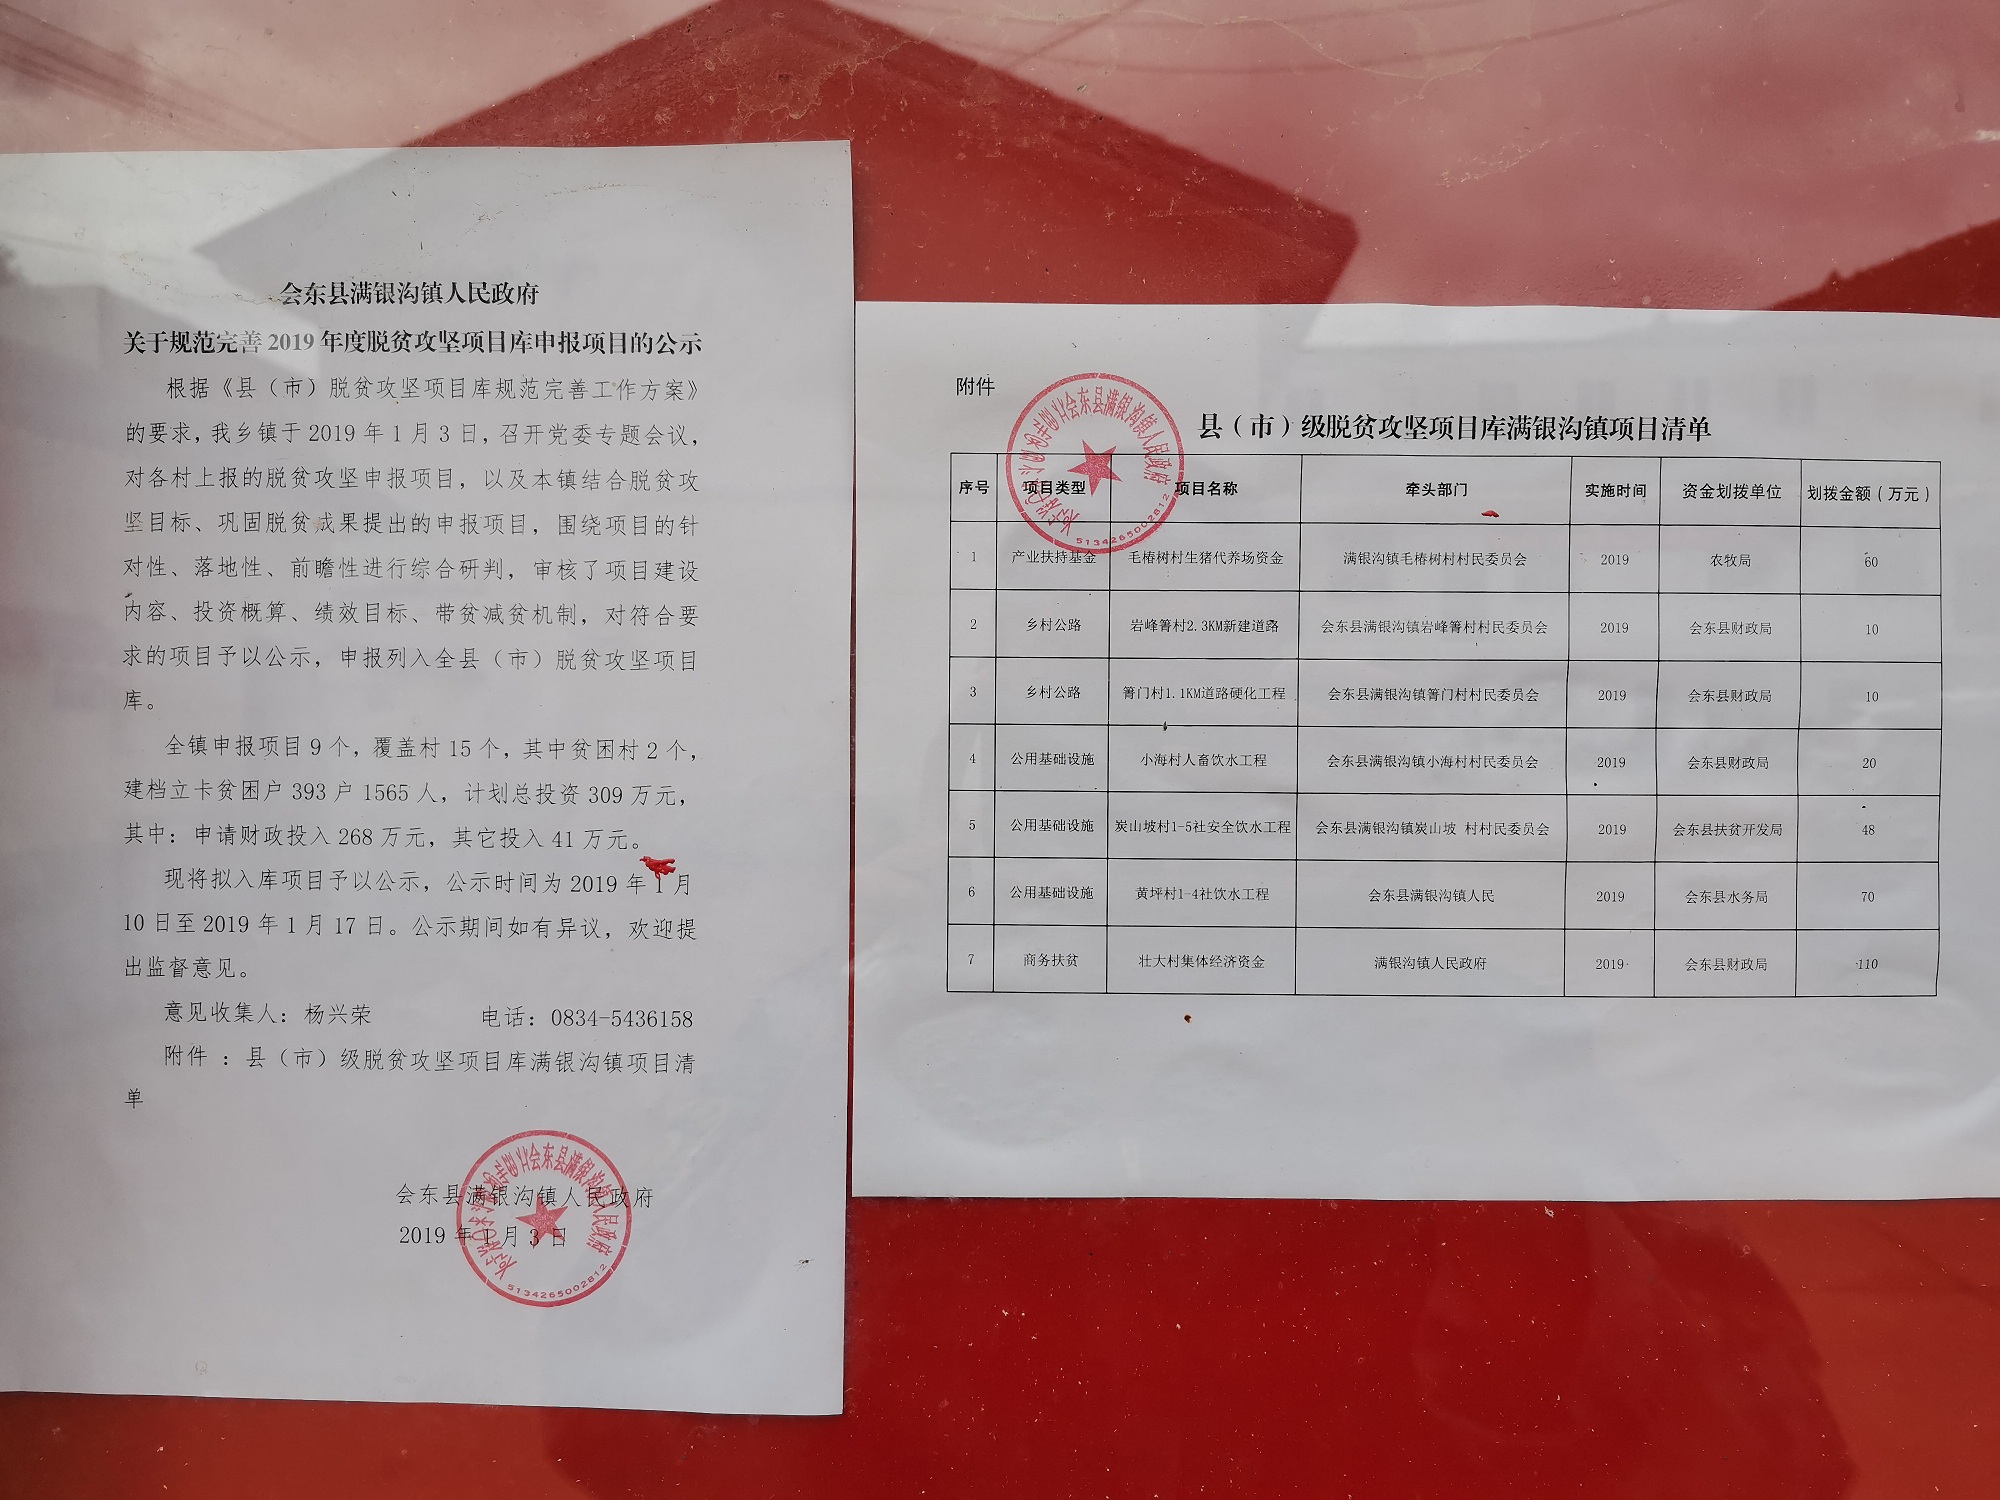 会东县满银沟镇人民政府
关于规范完善2019年度脱贫攻坚项目库申报项目的公示
根据《县（市）脱贫攻坚项目库规范完善工作方案》
的要求，我乡镇于2019年1月3日，召开党委专题会议，
对各村上报的脱贫攻坚申报项目，以及本镇结合脱贫攻
坚目标、巩固脱贫成果提出的申报项目，围绕项目的针
对性、落地性、前瞻性进行综合研判，审核了项目建设
内容、投资概算、绩效目标、带贫减贫机制，对符合要
求的项目予以公示，申报列入全县（市）脱贫攻坚项目
库。
全镇申报项目9个，覆盖村15个，其中贫困村2个，
建档立卡贫困户393户1565人，计划总投资309万元，
其中：申请财政投入268万元，其它投入41万元。
现将拟入库项目予以公示，公示时间为2019年1月
10日至2019年1月17日。公示期间如有异议，欢迎提
出监督意见。
意见收集人：杨兴荣 电话：0834-5436158
附件 ：县（市）级脱贫攻坚项目库满银沟镇项目清
单
会东县满银沟镇人民政府
2019年1月3日
会东县满银沟镇人民政府
5134265002812
附件
会东县满银沟镇人民政府
5134265002812
县（市）级脱贫攻坚项目库满银沟镇项目清单
序号 项目类型 项目名称 牵头部门 实施时间 资金划拨单位 划拨金额（万元）
1 产业扶持基金 毛椿树村生猪代养场资金 满银沟镇毛椿树村村民委员会 2019 农牧局 60
2 乡村公路 岩峰箐村2.3KM新建道路 会东县满银沟镇岩峰箐村村民委员会 2019 会东县财政局 10
3 乡村公路 箐门村1.1KM道路硬化工程 会东县满银沟镇箐门村村民委员会 2019 会东县财政局 10
4 公用基础设施 小海村人畜饮水工程 会东县满银沟镇小海村村民委员会 2019 会东县财政局 20
5 公用基础设施 炭山坡村1-5社安全饮水工程 会东县满银沟镇炭山坡 村村民委员会 2019 会东县扶贫开发局 48
6 公用基础设施 黄坪村1-4社饮水工程 会东县满银沟镇人民 2019 会东县水务局 70
7 商务扶贫 壮大村集体经济资金 满银沟镇人民政府 2019 会东县财政局 110